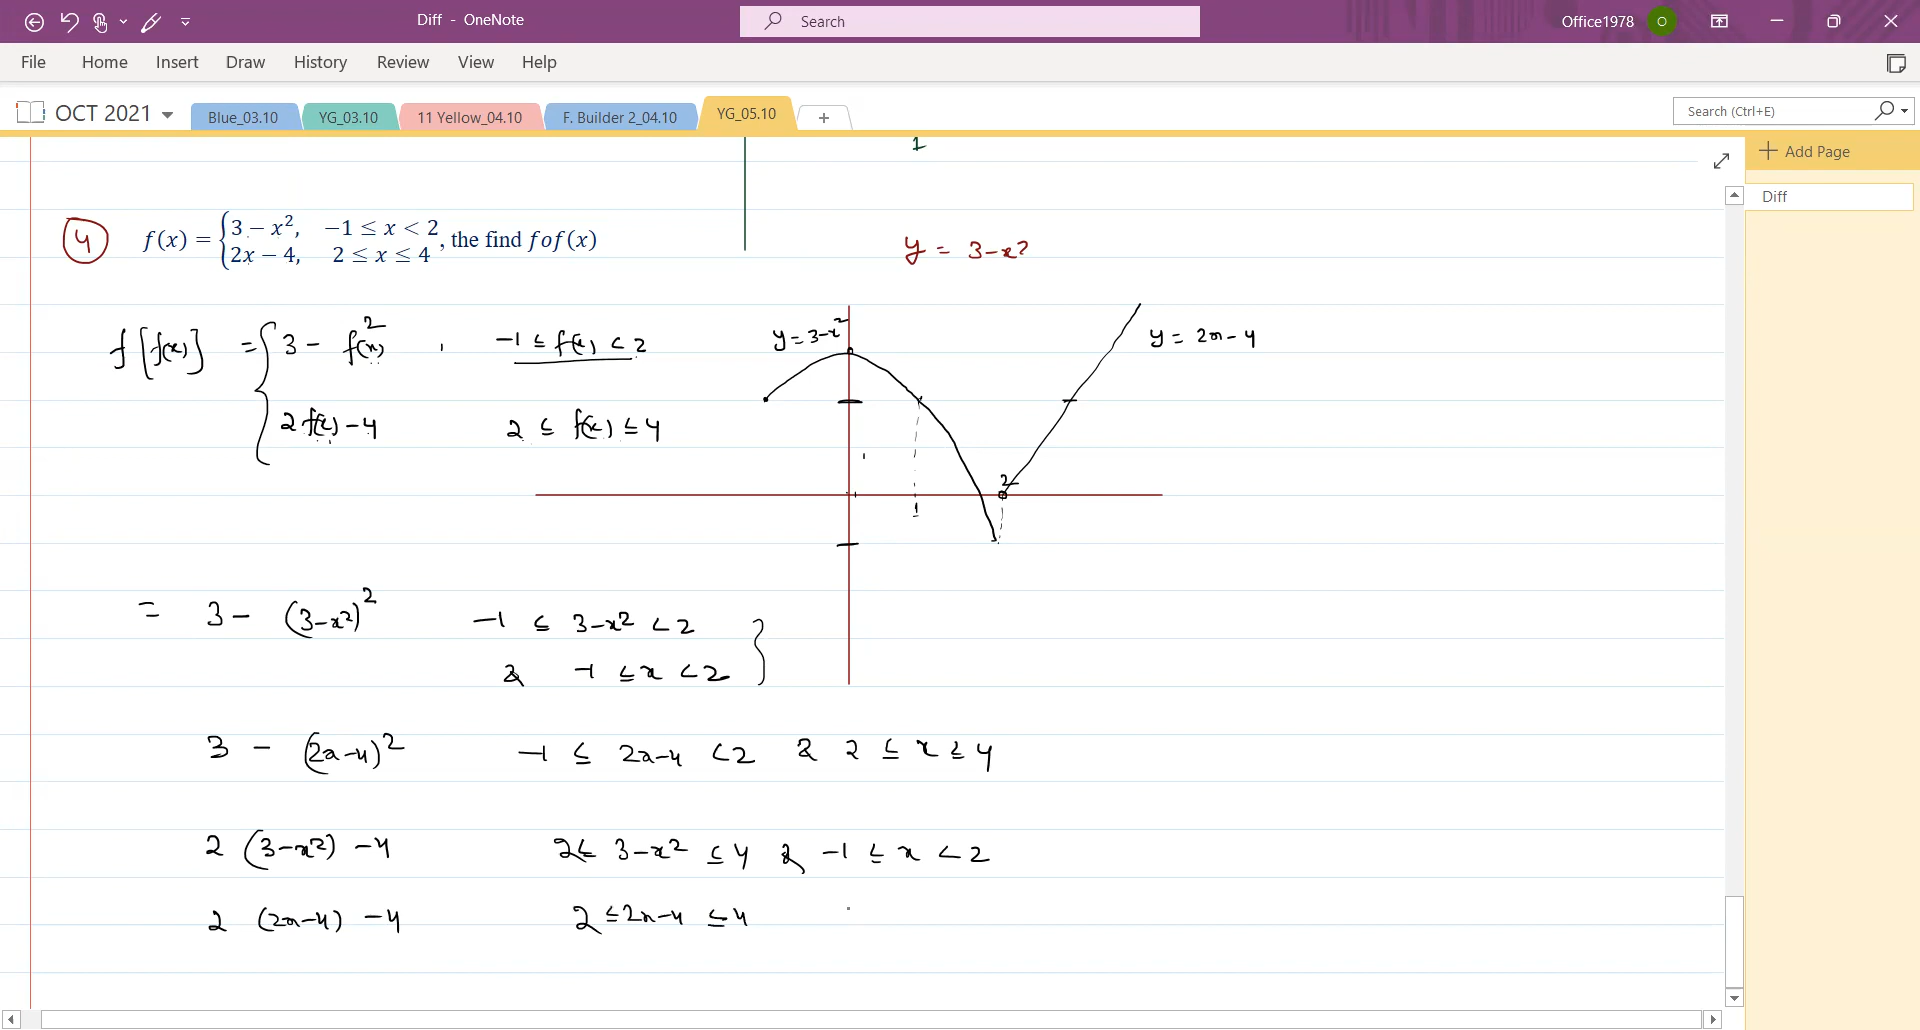 Diff - OneNote
Search
Office1978
O
File Home Insert Draw History Review View Help
OCT 2021
Blue_03.10
YG_03.10
11 Yellow_04.10
F. Builder 2_04.10
YG_05.10
+
Search (Ctrl+E)
Add Page
Diff
1
4
f(x) = {3 − x², −1 ≤ x < 2
2x − 4, 2 ≤ x ≤ 4 , the find fof(x)
y = 3-x²
f[f(x)] = { 3 - f(x)² , -1 ≤ f(x) < 2
2 f(x) - 4 2 ≤ f(x) ≤ 4
y = 3-x²
y = 2x - 4
2
1
= 3 - (3-x²)² -1 ≤ 3-x² < 2
& -1 ≤ x < 2 }
3 - (2x-4)² -1 ≤ 2x-4 < 2 & 2 ≤ x ≥ 4
2 (3-x²) - 4 2 ≤ 3-x² ≤ 4 & -1 ≤ x < 2
2 (2x-4) - 4 2 ≤ 2x-4 ≤ 4